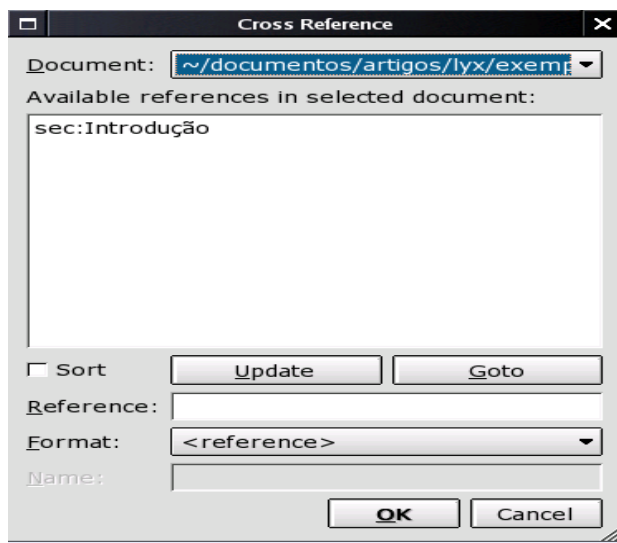 Cross Reference
Document: ~/documentos/artigos/lyx/exemp
Available references in selected document:
sec:Introdução
Sort Update Goto
Reference:
Format: <reference>
Name:
OK Cancel